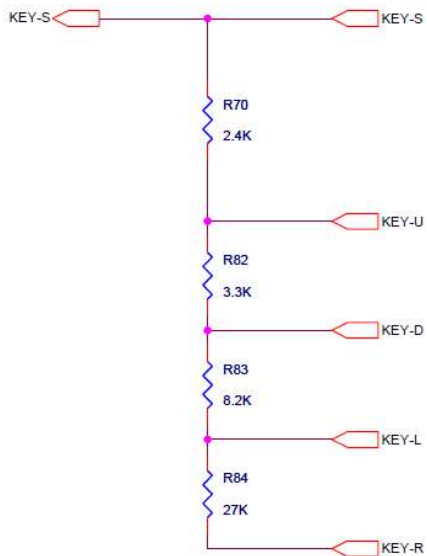 KEY-S
KEY-S
R70
2.4K
KEY-U
R82
3.3K
KEY-D
R83
8.2K
KEY-L
R84
27K
KEY-R